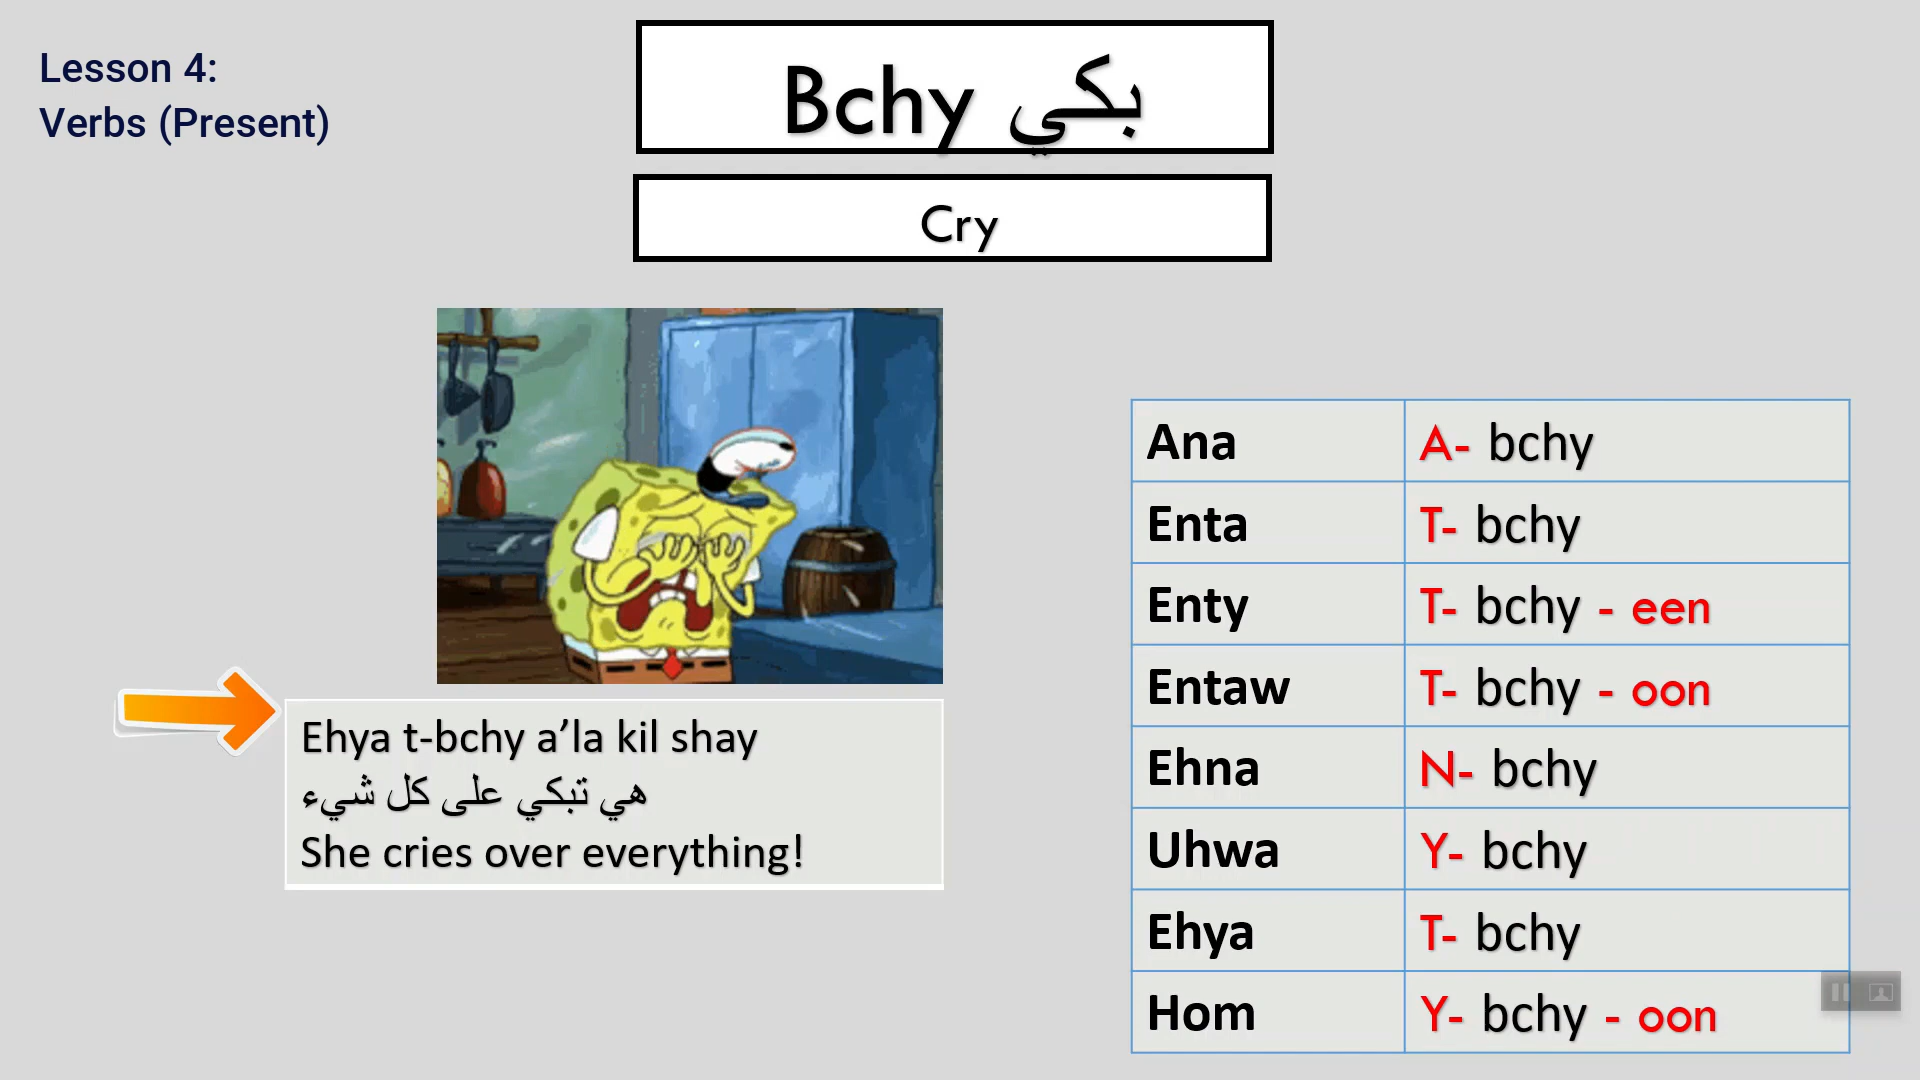 Lesson 4:
Verbs (Present)
Bchy بكي
Cry
Ehya t-bchy a’la kil shay
هي تبكي على كل شيء
She cries over everything!
Ana A- bchy
Enta T- bchy
Enty T- bchy - een
Entaw T- bchy - oon
Ehna N- bchy
Uhwa Y- bchy
Ehya T- bchy
Hom Y- bchy - oon